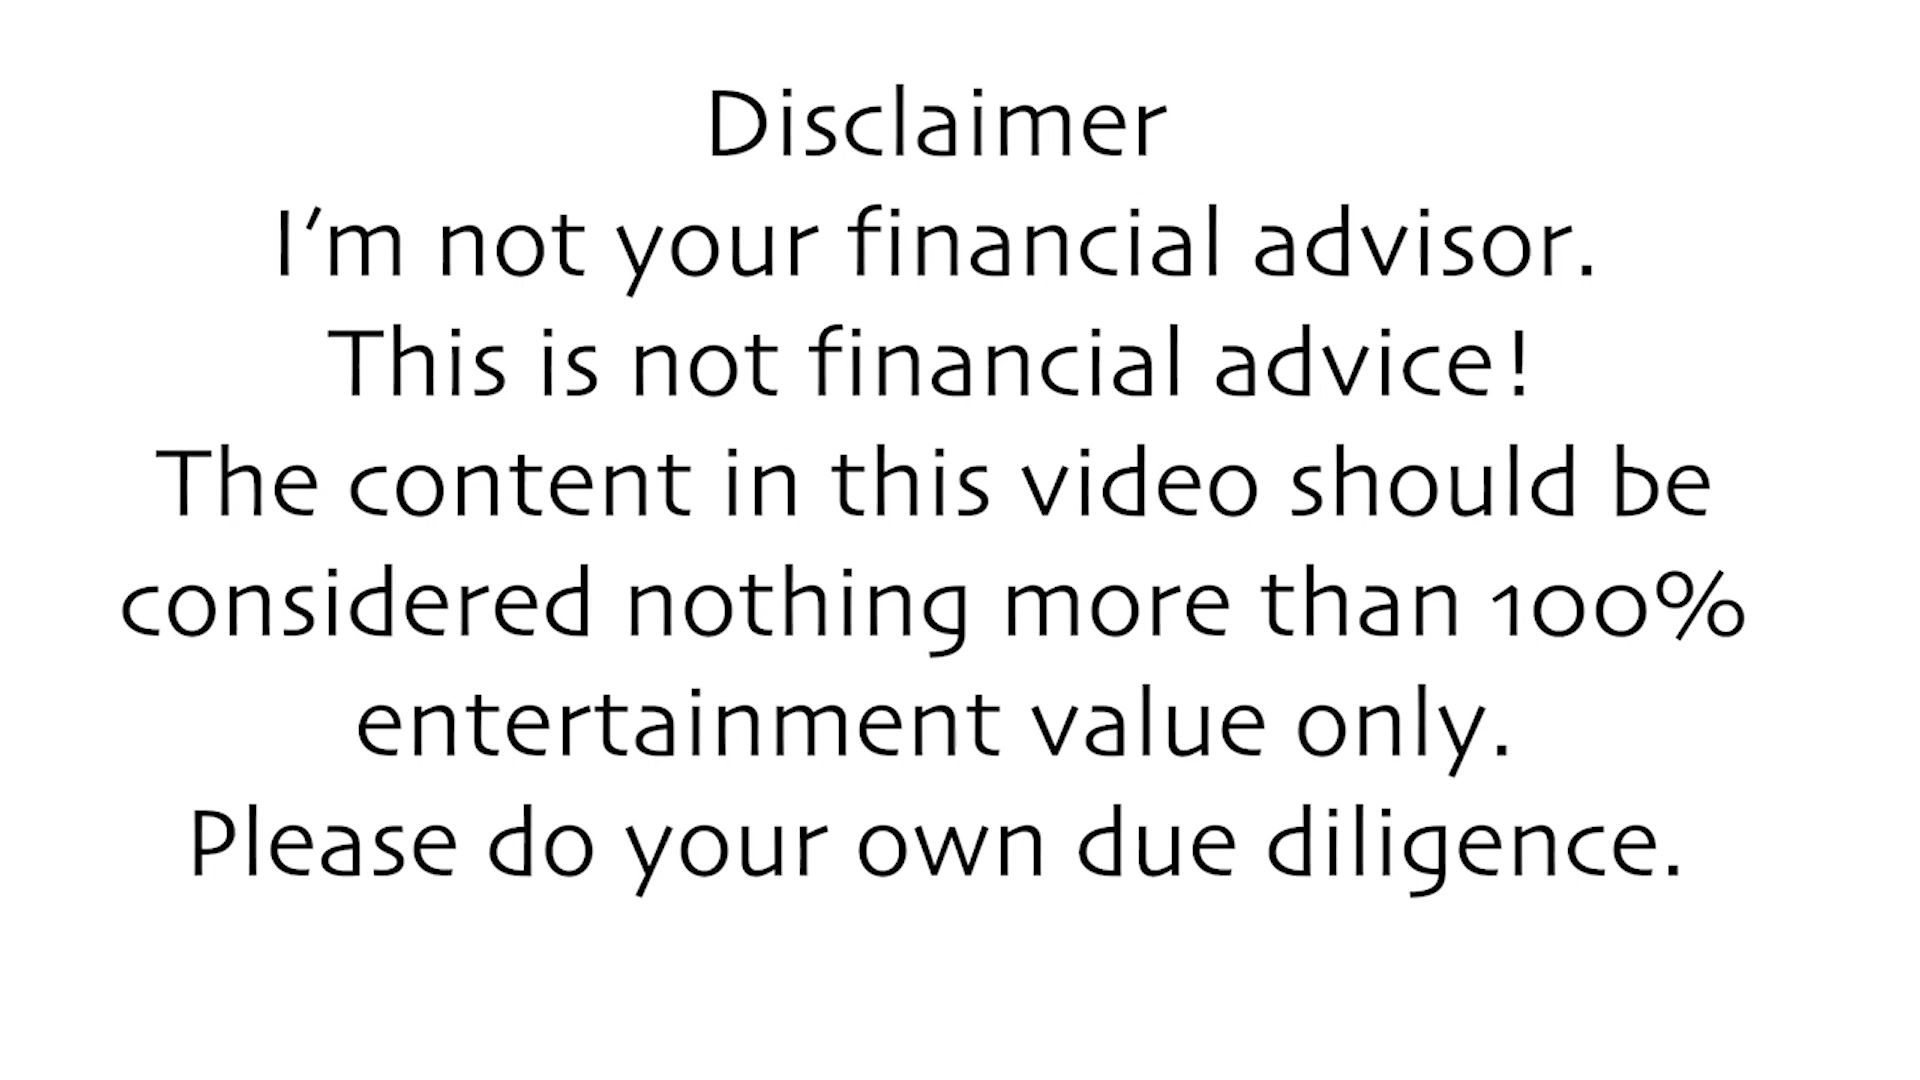 Disclaimer
I'm not your financial advisor.
This is not financial advice!
The content in this video should be
considered nothing more than 100%
entertainment value only.
Please do your own due diligence.